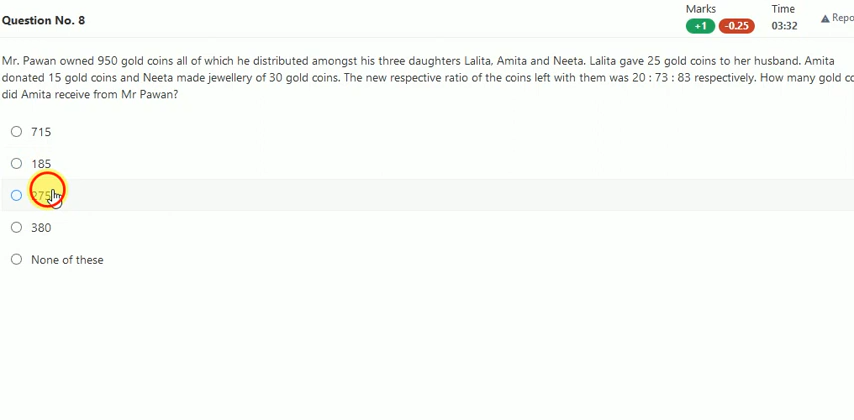 Question No. 8
Marks
Time
+1
-0.25
03:32
Mr. Pawan owned 950 gold coins all of which he distributed amongst his three daughters Lalita, Amita and Neeta. Lalita gave 25 gold coins to her husband. Amita
donated 15 gold coins and Neeta made jewellery of 30 gold coins. The new respective ratio of the coins left with them was 20 : 73 : 83 respectively. How many gold
did Amita receive from Mr Pawan?
715
185
275
380
None of these